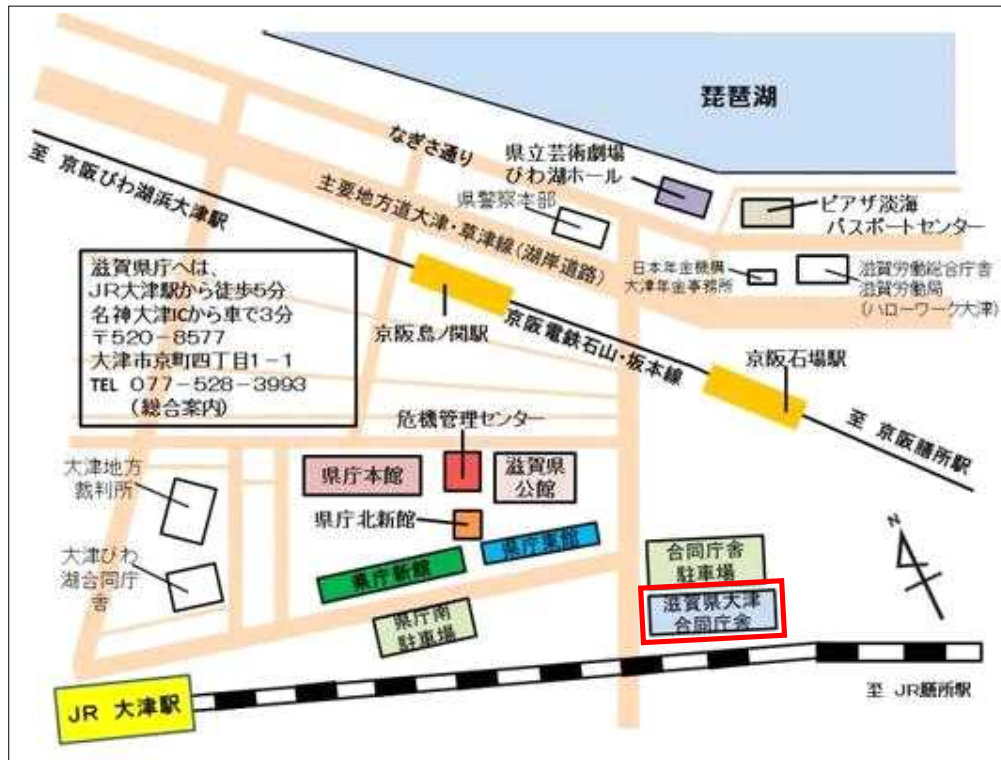 琵琶湖
なぎさ通り
県立芸術劇場
びわ湖ホール
至 京阪びわ湖浜大津駅
主要地方道大津・草津線(湖岸道路)
県警察本部
ピアザ淡海
パスポートセンター
日本年金機構
大津年金事務所
滋賀労働総合庁舎
滋賀労働局
(ハローワーク大津)
滋賀県庁へは、
JR大津駅から徒歩5分
名神大津ICから車で3分
〒520-8577
大津市京町四丁目1-1
TEL 077-528-3993
(総合案内)
京阪島ノ関駅
京阪電鉄石山・坂本線
京阪石場駅
至 京阪膳所駅
危機管理センター
大津地方
裁判所
県庁本館
滋賀県
公館
県庁北新館
県庁東館
大津びわ
湖合同庁
舎
県庁新館
合同庁舎
駐車場
滋賀県大津
合同庁舎
県庁南
駐車場
N
JR 大津駅
至 JR膳所駅